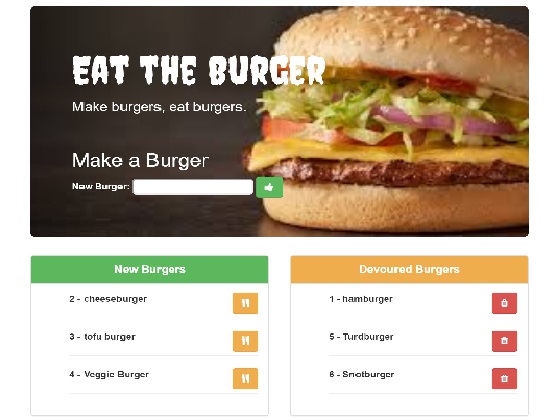 EAT THE BURGER
Make burgers, eat burgers.
Make a Burger
New Burger:
New Burgers
2 - cheeseburger
3 - tofu burger
4 - Veggie Burger
Devoured Burgers
1 - hamburger
5 - Turdburger
6 - Smotburger